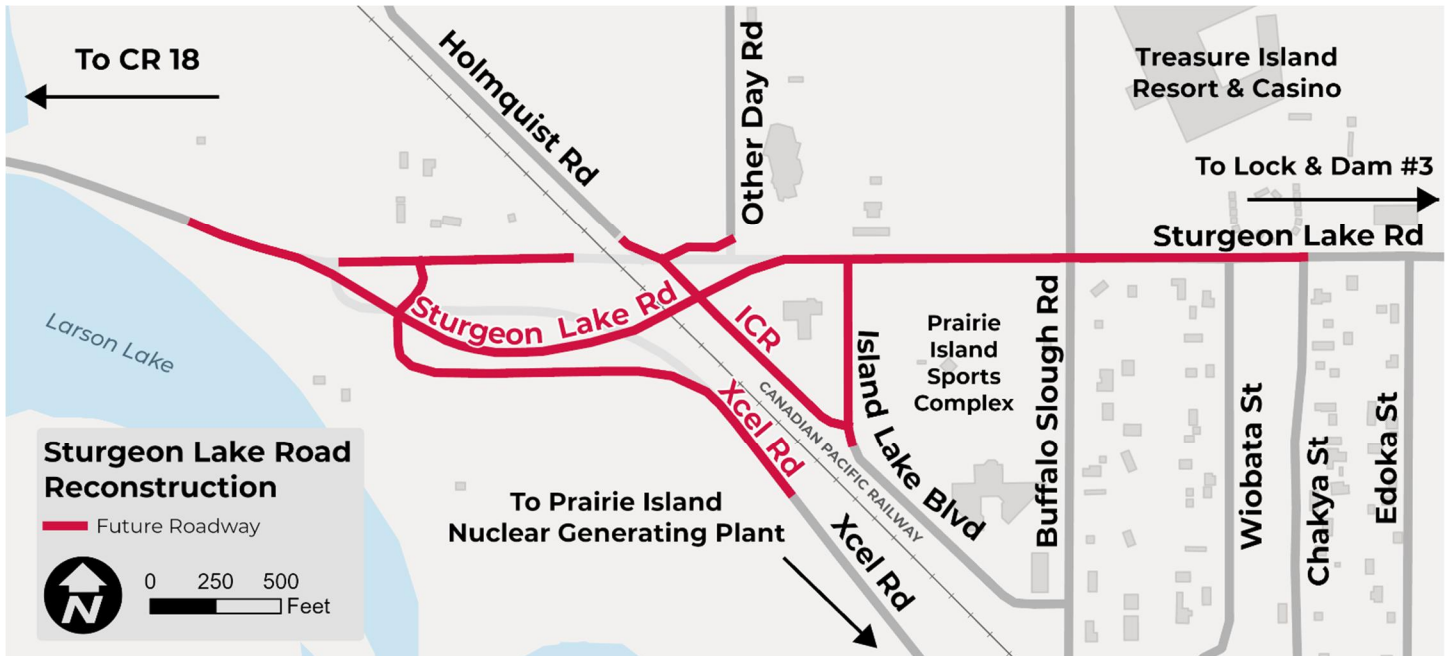 To CR 18
Holmquist Rd
Other Day Rd
Treasure Island
Resort & Casino
To Lock & Dam #3
Sturgeon Lake Rd
Larson Lake
Sturgeon Lake Rd
ICR
Island Lake Blvd
Prairie
Island
Sports
Complex
Buffalo Slough Rd
Wiobata St
Chakya St
Edoka St
CANADIAN PACIFIC RAILWAY
Xcel Rd
Xcel Rd
To Prairie Island
Nuclear Generating Plant
Sturgeon Lake Road
Reconstruction
Future Roadway
N
0 250 500
Feet